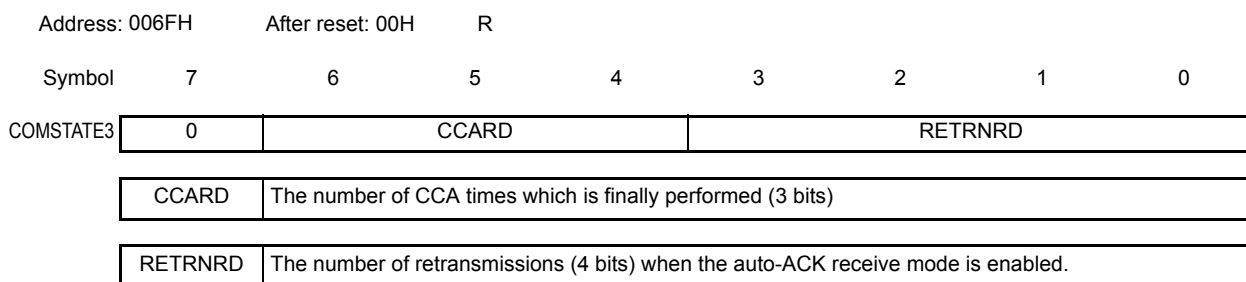 Address: 006FH After reset: 00H R
Symbol 7 6 5 4 3 2 1 0
COMSTATE3 0 CCARD RETRNRD
CCARD The number of CCA times which is finally performed (3 bits)
RETRNRD The number of retransmissions (4 bits) when the auto-ACK receive mode is enabled.